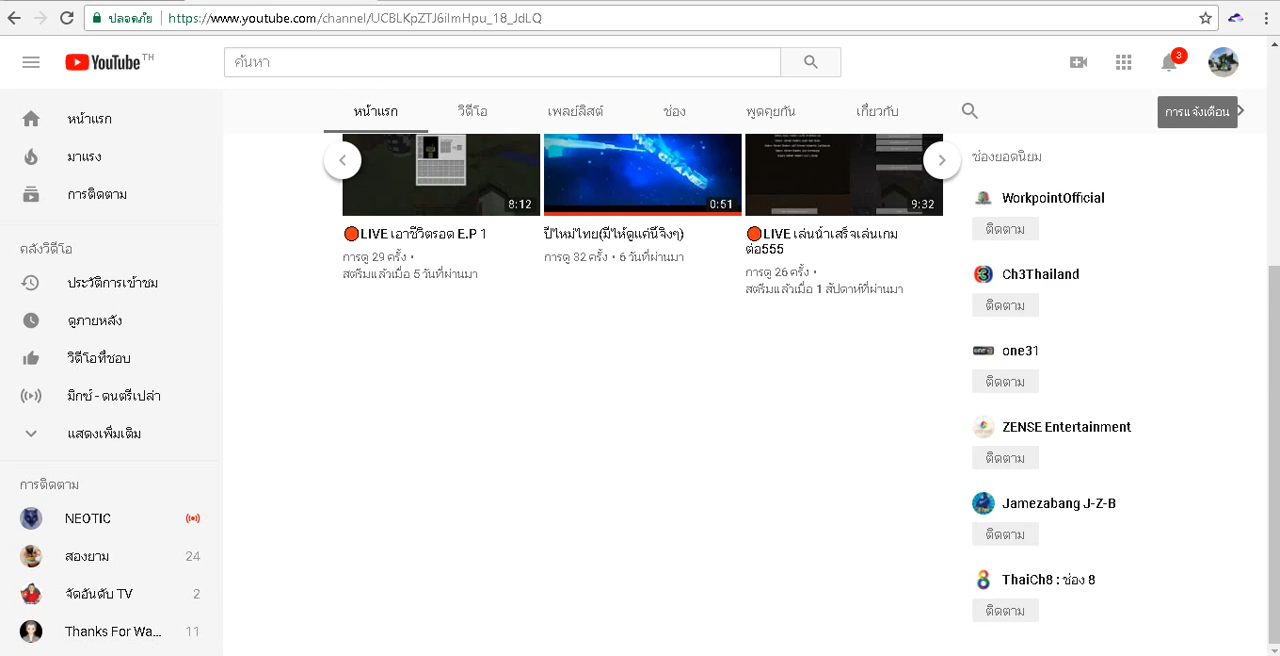 ปลอดภัย
https://www.youtube.com/channel/UCBLKpZTJ6iImHpu_18_JdLQ
YouTube TH
ค้นหา
3
หน้าแรก
วิดีโอ
เพลย์ลิสต์
ช่อง
พูดคุยกัน
เกี่ยวกับ
การแจ้งเตือน
หน้าแรก
มาแรง
การติดตาม
คลังวิดีโอ
ประวัติการเข้าชม
ดูภายหลัง
วิดีโอที่ชอบ
มิกซ์ - ดนตรีเปล่า
แสดงเพิ่มเติม
การติดตาม
NEOTIC
สองยาม 24
จัดอันดับ TV 2
Thanks For Wa... 11
8:12
LIVE เอาชีวิตรอด E.P 1
การดู 29 ครั้ง •
สตรีมแล้วเมื่อ 5 วันที่ผ่านมา
0:51
ปีใหม่ไทย(มีไห้ดูแค่นี้จิงๆ)
การดู 32 ครั้ง • 6 วันที่ผ่านมา
9:32
LIVE เล่นน้ำเสร็จเล่นเกม
ต่อ555
การดู 26 ครั้ง •
สตรีมแล้วเมื่อ 1 สัปดาห์ที่ผ่านมา
ช่องยอดนิยม
WorkpointOfficial
ติดตาม
Ch3Thailand
ติดตาม
one31
ติดตาม
ZENSE Entertainment
ติดตาม
Jamezabang J-Z-B
ติดตาม
ThaiCh8 : ช่อง 8
ติดตาม